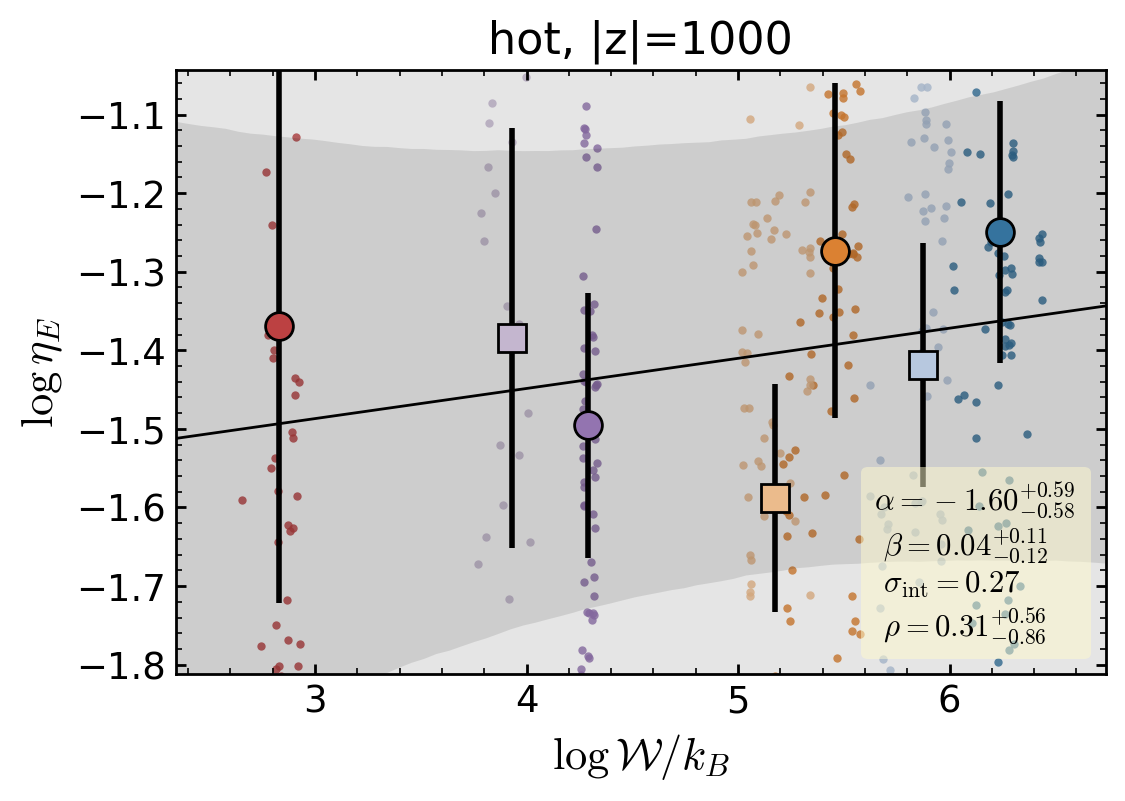 hot, |z|=1000
log η_E
−1.1
−1.2
−1.3
−1.4
−1.5
−1.6
−1.7
−1.8
α = − 1.60^{+0.59}_{−0.58}
β = 0.04^{+0.11}_{−0.12}
σ_int = 0.27
ρ = 0.31^{+0.56}_{−0.86}
3 4 5 6
log 𝒲/k_B